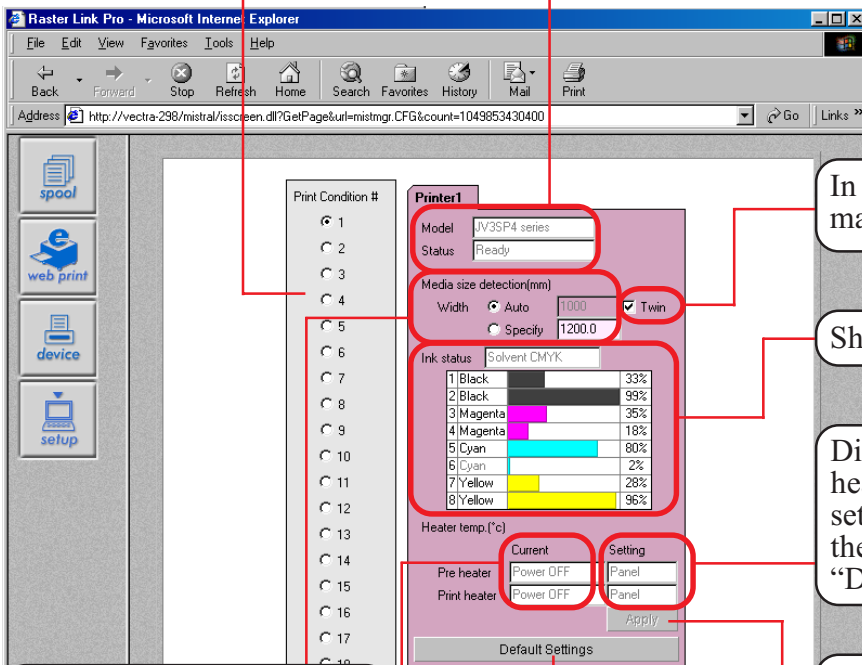 Raster Link Pro - Microsoft Internet Explorer
File Edit View Favorites Tools Help
Back Forward Stop Refresh Home Search Favorites History Mail Print
Address http://vectra-298/mistral/isscreen.dll?GetPage&url=mistmgr.CFG&count=1049853430400 Go Links »
spool
web print
device
setup
Print Condition #
1
2
3
4
5
6
7
8
9
10
11
12
13
14
15
16
17
18
Printer1
Model JV3SP4 series
Status Ready
Media size detection(mm)
Width Auto 1000 Twin
Specify 1200.0
Ink status Solvent CMYK
1 Black 33%
2 Black 99%
3 Magenta 35%
4 Magenta 18%
5 Cyan 80%
6 Cyan 2%
7 Yellow 28%
8 Yellow 96%
Heater temp.(°c)
Current Setting
Pre heater Power OFF Panel
Print heater Power OFF Panel
Apply
Default Settings
In
ma
Sh
Di
he
set
the
“D